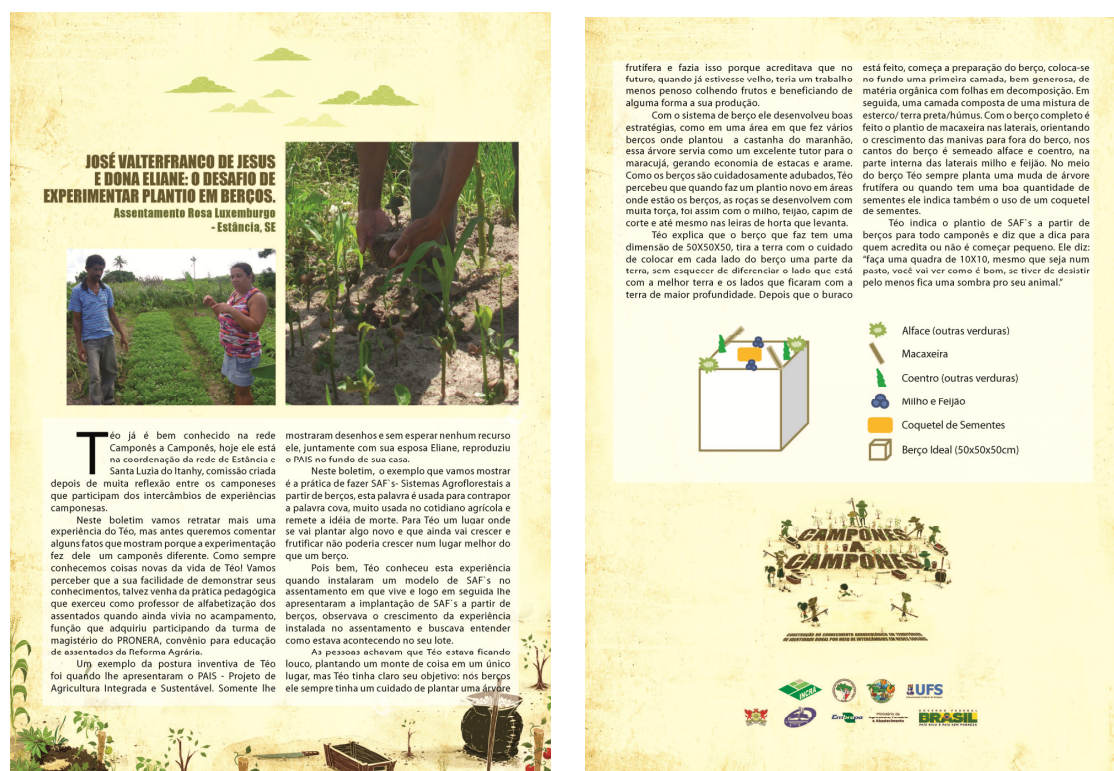 JOSÉ VALTERFRANCO DE JESUS
E DONA ELIANE: O DESAFIO DE
EXPERIMENTAR PLANTIO EM BERÇOS.
Assentamento Rosa Luxemburgo
- Estância, SE
Téo já é bem conhecido na rede
Camponês a Camponês, hoje ele está
na coordenação da rede de Estância e
Santa Luzia do Itanhy, comissão criada
depois de muita reflexão entre os camponeses
que participam dos intercâmbios de experiências
camponesas.
Neste boletim vamos retratar mais uma
experiência do Téo, mas antes queremos comentar
alguns fatos que mostram porque a experimentação
fez dele um camponês diferente. Como sempre
conhecemos coisas novas da vida de Téo! Vamos
perceber que a sua facilidade de demonstrar seus
conhecimentos, talvez venha da prática pedagógica
que exerceu como professor de alfabetização dos
assentados quando ainda vivia no acampamento,
função que adquiriu participando da turma de
magistério do PRONERA, convênio para educação
de assentados da Reforma Agrária.
Um exemplo da postura inventiva de Téo
foi quando lhe apresentaram o PAIS - Projeto de
Agricultura Integrada e Sustentável. Somente lhe
mostraram desenhos e sem esperar nenhum recurso
ele, juntamente com sua esposa Eliane, reproduziu
o PAIS no fundo de sua casa.
Neste boletim, o exemplo que vamos mostrar
é a prática de fazer SAF`s- Sistemas Agroflorestais a
partir de berços, esta palavra é usada para contrapor
a palavra cova, muito usada no cotidiano agrícola e
remete a idéia de morte. Para Téo um lugar onde
se vai plantar algo novo e que ainda vai crescer e
frutificar não poderia crescer num lugar melhor do
que um berço.
Pois bem, Téo conheceu esta experiência
quando instalaram um modelo de SAF`s no
assentamento em que vive e logo em seguida lhe
apresentaram a implantação de SAF`s a partir de
berços, observava o crescimento da experiência
instalada no assentamento e buscava entender
como estava acontecendo no seu lote.
As pessoas achavam que Téo estava ficando
louco, plantando um monte de coisa em um único
lugar, mas Téo tinha claro seu objetivo: nos berços
ele sempre tinha um cuidado de plantar uma árvore
frutífera e fazia isso porque acreditava que no
futuro, quando já estivesse velho, teria um trabalho
menos penoso colhendo frutos e beneficiando de
alguma forma a sua produção.
Com o sistema de berço ele desenvolveu boas
estratégias, como em uma área em que fez vários
berços onde plantou a castanha do maranhão,
essa árvore servia como um excelente tutor para o
maracujá, gerando economia de estacas e arame.
Como os berços são cuidadosamente adubados, Téo
percebeu que quando faz um plantio novo em áreas
onde estão os berços, as roças se desenvolvem com
muita força, foi assim com o milho, feijão, capim de
corte e até mesmo nas leiras de horta que levanta.
Téo explica que o berço que faz tem uma
dimensão de 50X50X50, tira a terra com o cuidado
de colocar em cada lado do berço uma parte da
terra, sem esquecer de diferenciar o lado que está
com a melhor terra e os lados que ficaram com a
terra de maior profundidade. Depois que o buraco
está feito, começa a preparação do berço, coloca-se
no fundo uma primeira camada, bem generosa, de
matéria orgânica com folhas em decomposição. Em
seguida, uma camada composta de uma mistura de
esterco/ terra preta/húmus. Com o berço completo é
feito o plantio de macaxeira nas laterais, orientando
o crescimento das manivas para fora do berço, nos
cantos do berço é semeado alface e coentro, na
parte interna das laterais milho e feijão. No meio
do berço Téo sempre planta uma muda de árvore
frutífera ou quando tem uma boa quantidade de
sementes ele indica também o uso de um coquetel
de sementes.
Téo indica o plantio de SAF`s a partir de
berços para todo camponês e diz que a dica para
quem acredita ou não é começar pequeno. Ele diz:
"faça uma quadra de 10X10, mesmo que seja num
pasto, você vai ver como é bom, se tiver de desistir
pelo menos fica uma sombra pro seu animal."
Alface (outras verduras)
Macaxeira
Coentro (outras verduras)
Milho e Feijão
Coquetel de Sementes
Berço Ideal (50x50x50cm)
CAMPONÊS
A
CAMPONÊS
CONSTRUÇÃO DO CONHECIMENTO AGROECOLÓGICO EM TERRITÓRIOS
DE IDENTIDADE RURAL POR MEIO DE INTERCÂMBIOS EM REDES SOCIAIS
INCRA
UFS
Embrapa
Ministério da
Agricultura, Pecuária
e Abastecimento
GOVERNO FEDERAL
BRASIL
PAÍS RICO É PAÍS SEM POBREZA